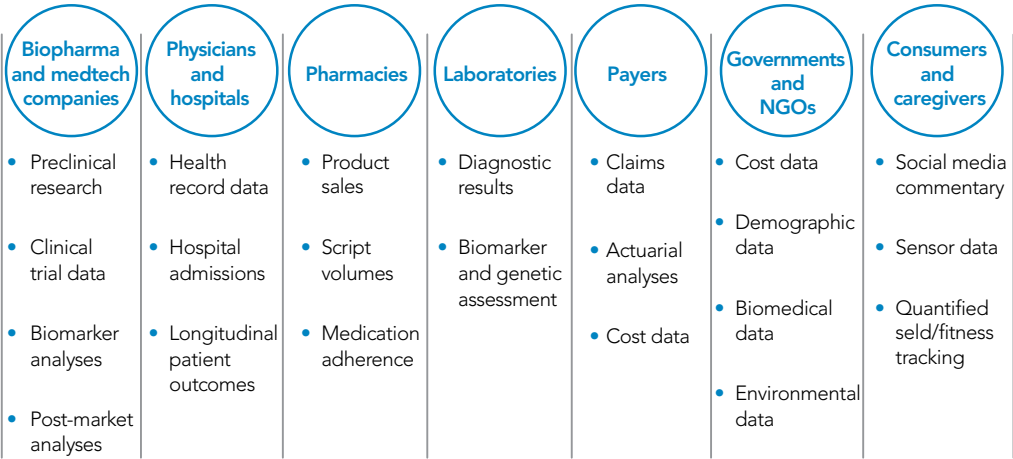 Biopharma
and medtech
companies
• Preclinical
research
• Clinical
trial data
• Biomarker
analyses
• Post-market
analyses
Physicians
and
hospitals
• Health
record data
• Hospital
admissions
• Longitudinal
patient
outcomes
Pharmacies
• Product
sales
• Script
volumes
• Medication
adherence
Laboratories
• Diagnostic
results
• Biomarker
and genetic
assessment
Payers
• Claims
data
• Actuarial
analyses
• Cost data
Governments
and
NGOs
• Cost data
• Demographic
data
• Biomedical
data
• Environmental
data
Consumers
and
caregivers
• Social media
commentary
• Sensor data
• Quantified
seld/fitness
tracking